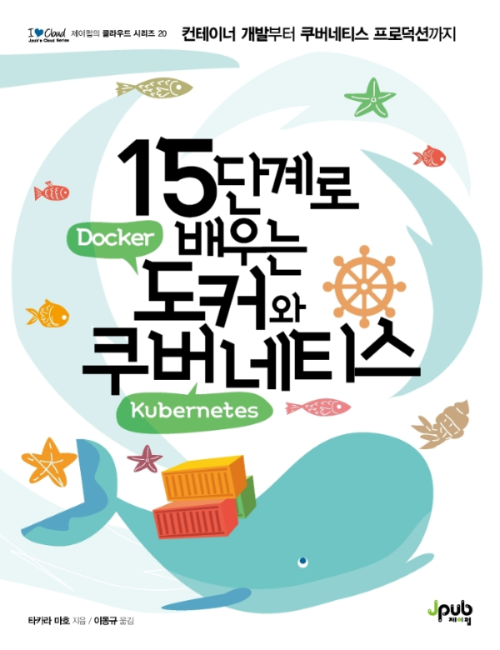 I♥Cloud 제이펍의 클라우드 시리즈 20 컨테이너 개발부터 쿠버네티스 프로덕션까지
Jpub's Cloud Series
15단계로
Docker 배우는
도커와
쿠버네티스
Kubernetes
타카라 마호 지음 / 이동규 옮김
Jpub
제이펍